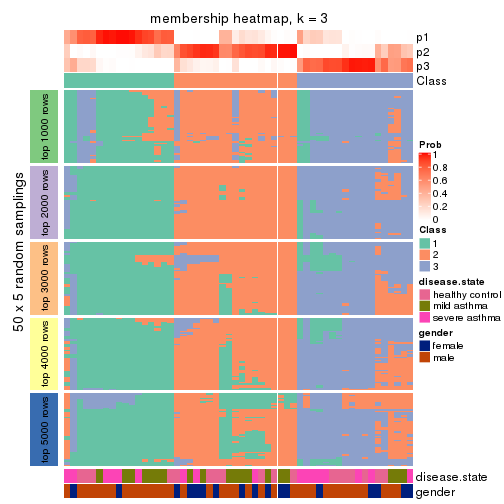 membership heatmap, k = 3
p1
p2
p3
Class
50 x 5 random samplings
top 1000 rows
top 2000 rows
top 3000 rows
top 4000 rows
top 5000 rows
Prob
1
0.8
0.6
0.4
0.2
0
Class
1
2
3
disease.state
healthy control
mild asthma
severe asthma
gender
female
male
disease.state
gender